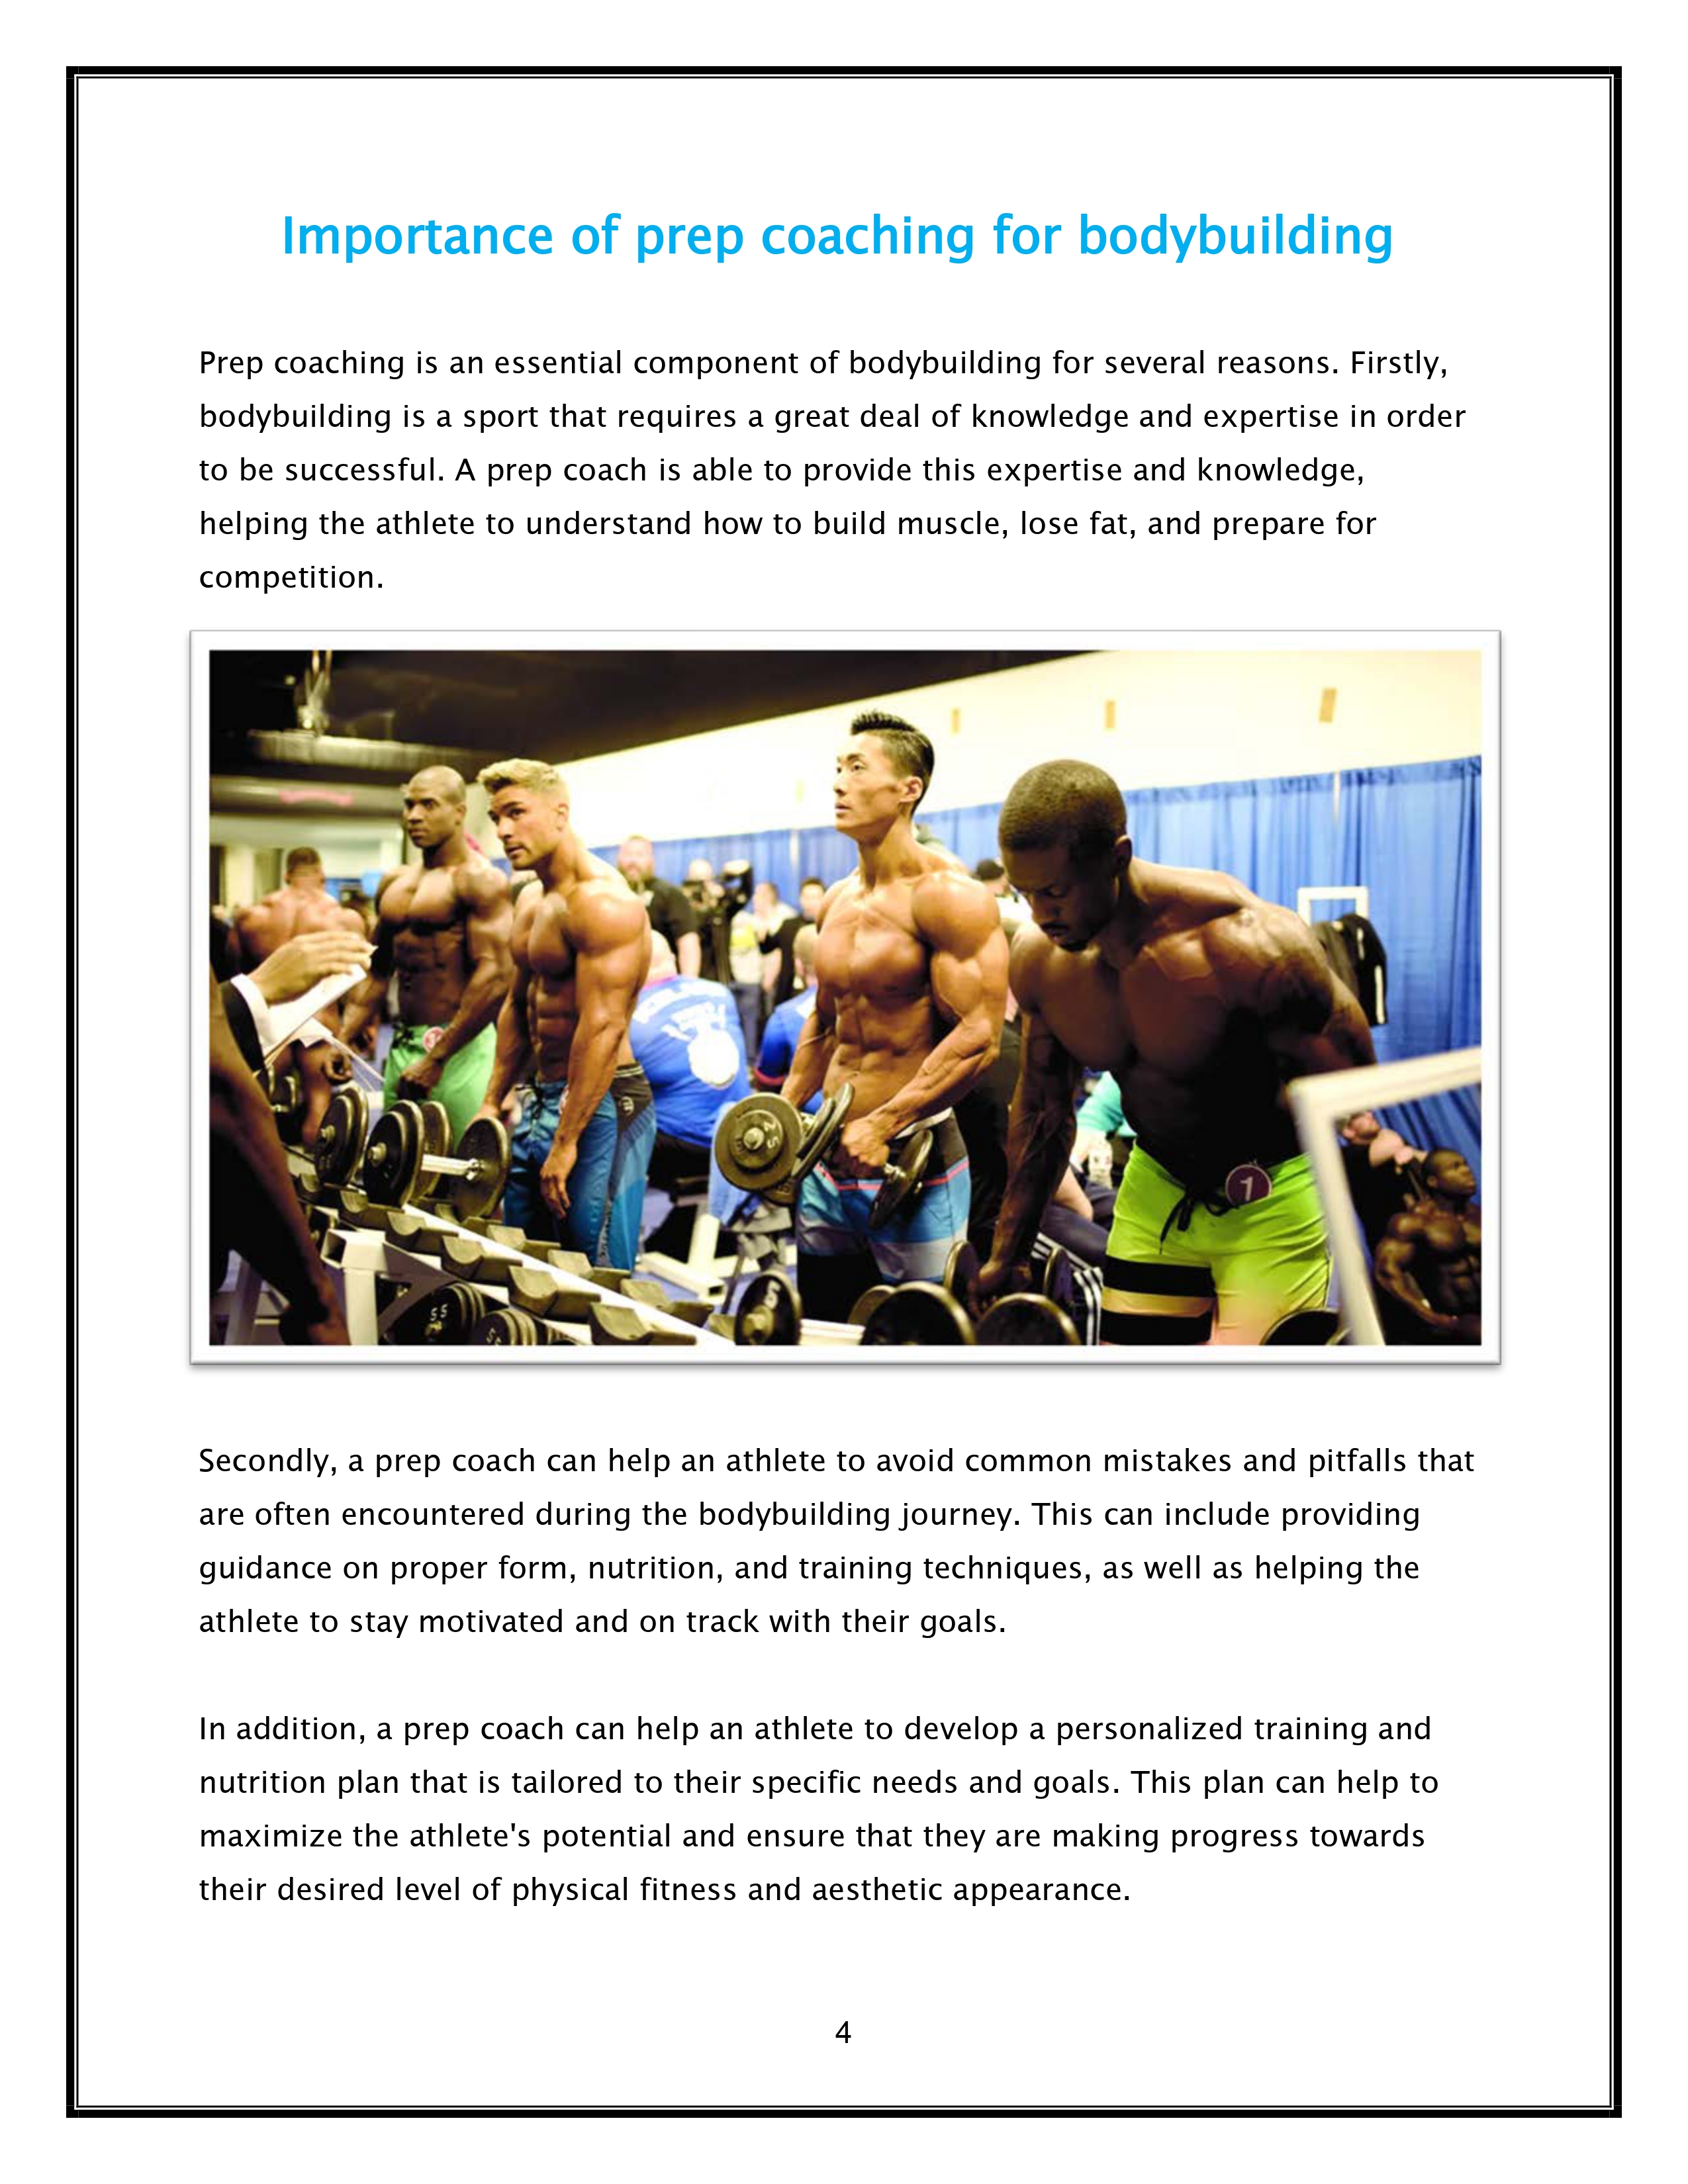 Importance of prep coaching for bodybuilding
Prep coaching is an essential component of bodybuilding for several reasons. Firstly,
bodybuilding is a sport that requires a great deal of knowledge and expertise in order
to be successful. A prep coach is able to provide this expertise and knowledge,
helping the athlete to understand how to build muscle, lose fat, and prepare for
competition.
1
55
Secondly, a prep coach can help an athlete to avoid common mistakes and pitfalls that
are often encountered during the bodybuilding journey. This can include providing
guidance on proper form, nutrition, and training techniques, as well as helping the
athlete to stay motivated and on track with their goals.
In addition, a prep coach can help an athlete to develop a personalized training and
nutrition plan that is tailored to their specific needs and goals. This plan can help to
maximize the athlete's potential and ensure that they are making progress towards
their desired level of physical fitness and aesthetic appearance.
4